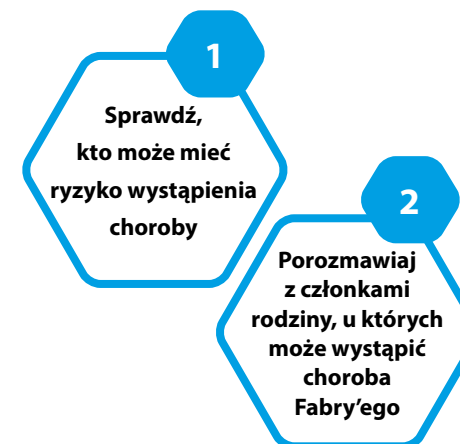 1
Sprawdź,
kto może mieć
ryzyko wystąpienia
choroby
2
Porozmawiaj
z członkami
rodziny, u których
może wystąpić
choroba
Fabry’ego